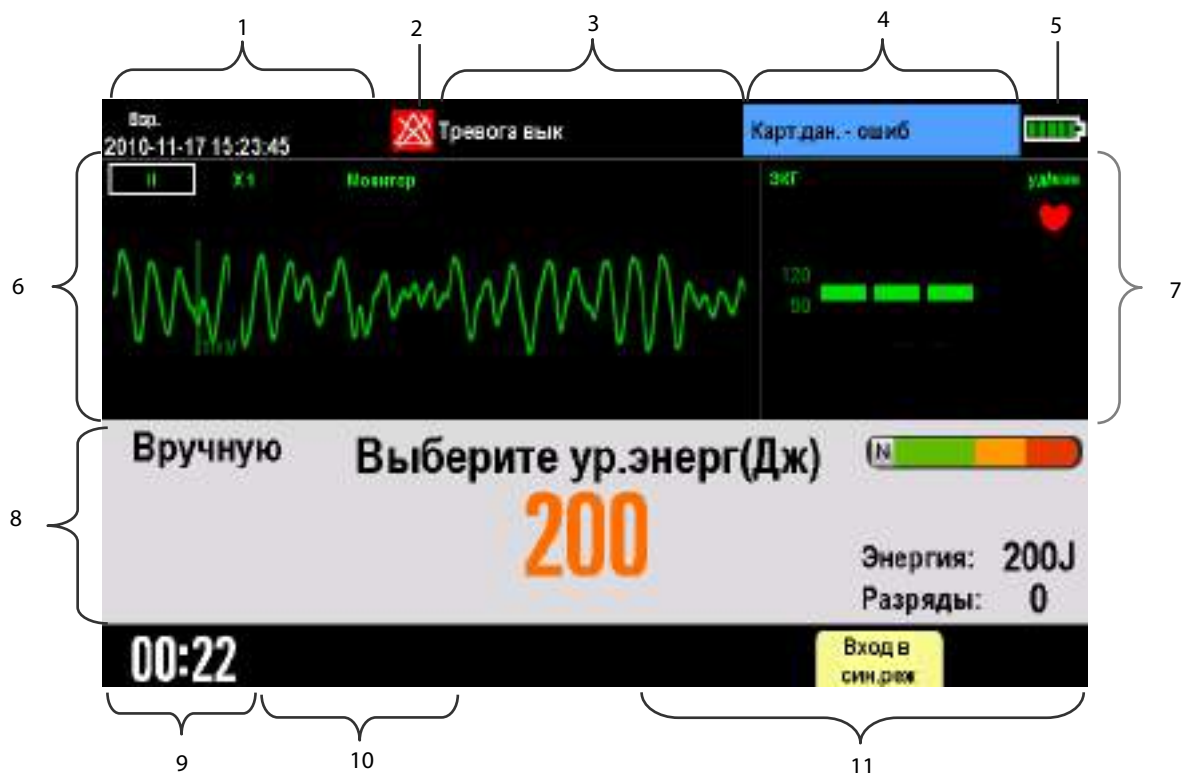 1 2 3 4 5
Взр.
2010-11-17 15:23:45
Тревога вык
Карт.дан. - ошиб
II X1 Монитор
ЭКГ уд/мин
120
50
6
7
Вручную
Выберите ур.энерг(Дж)
N
200
8
Энергия: 200J
Разряды: 0
00:22
Вход в
син.реж
9 10 11